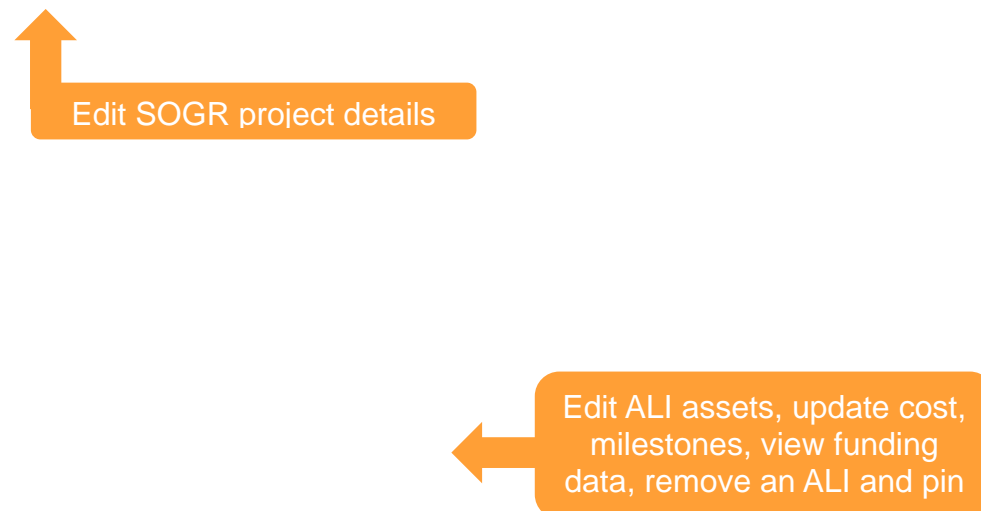 Edit SOGR project details
Edit ALI assets, update cost,
milestones, view funding
data, remove an ALI and pin